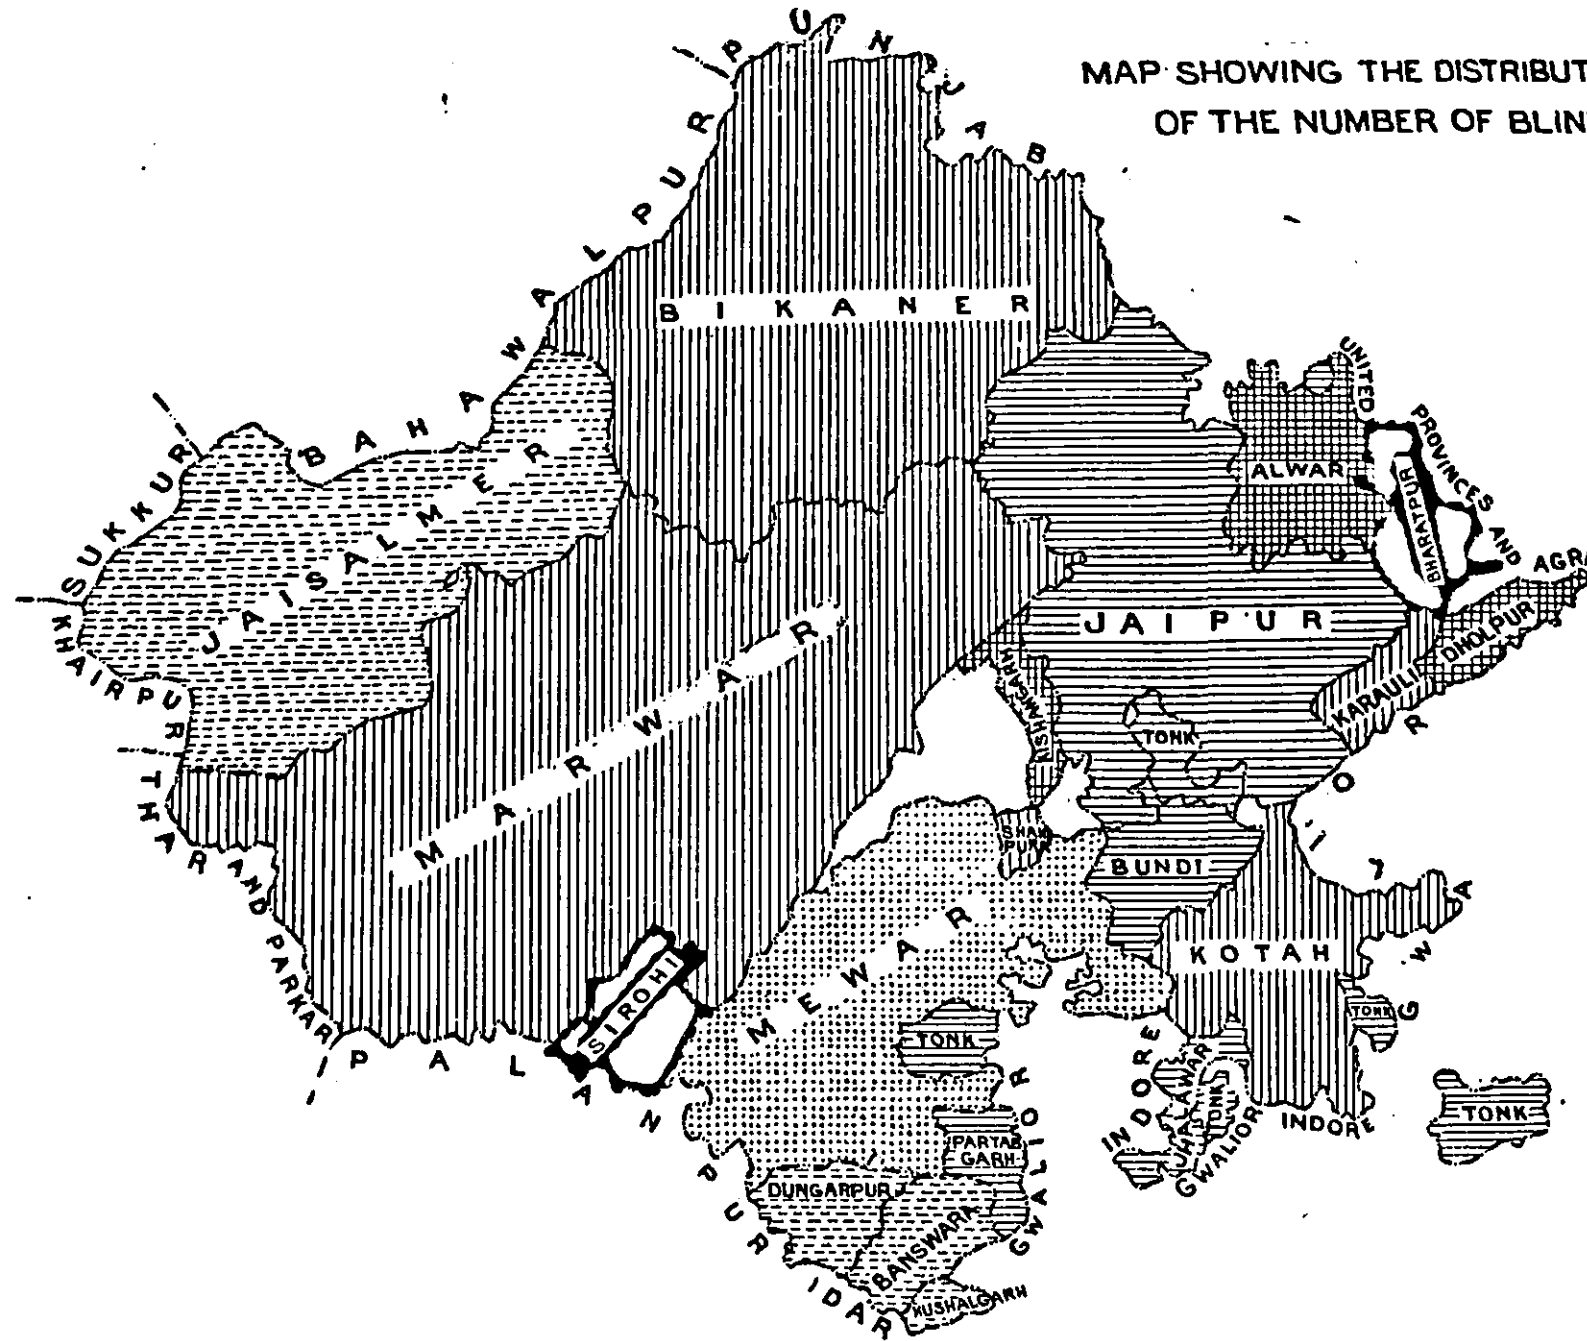 MAP SHOWING THE DISTRIBUT
OF THE NUMBER OF BLIN
PUNJAB
BAHAWALPUR
BIKANER
SUKKUR
JAISALMER
KHAIRPUR
THAR AND PARKAR
MARWAR
UNITED PROVINCES AND AGRA
ALWAR
BHARATPUR
JAIPUR
DHOLPUR
KARAULI
KISHANGARH
TONK
BUNDI
KOTAH
GWALIOR
MEWAR
SIROHI
PALANPUR
TONK
TONK
INDORE
JHALAWAR
TONK
GWALIOR
INDORE
TONK
PARTAB
GARH
GWALIOR
DUNGARPUR
BANSWARA
KUSHALGARH
IDAR